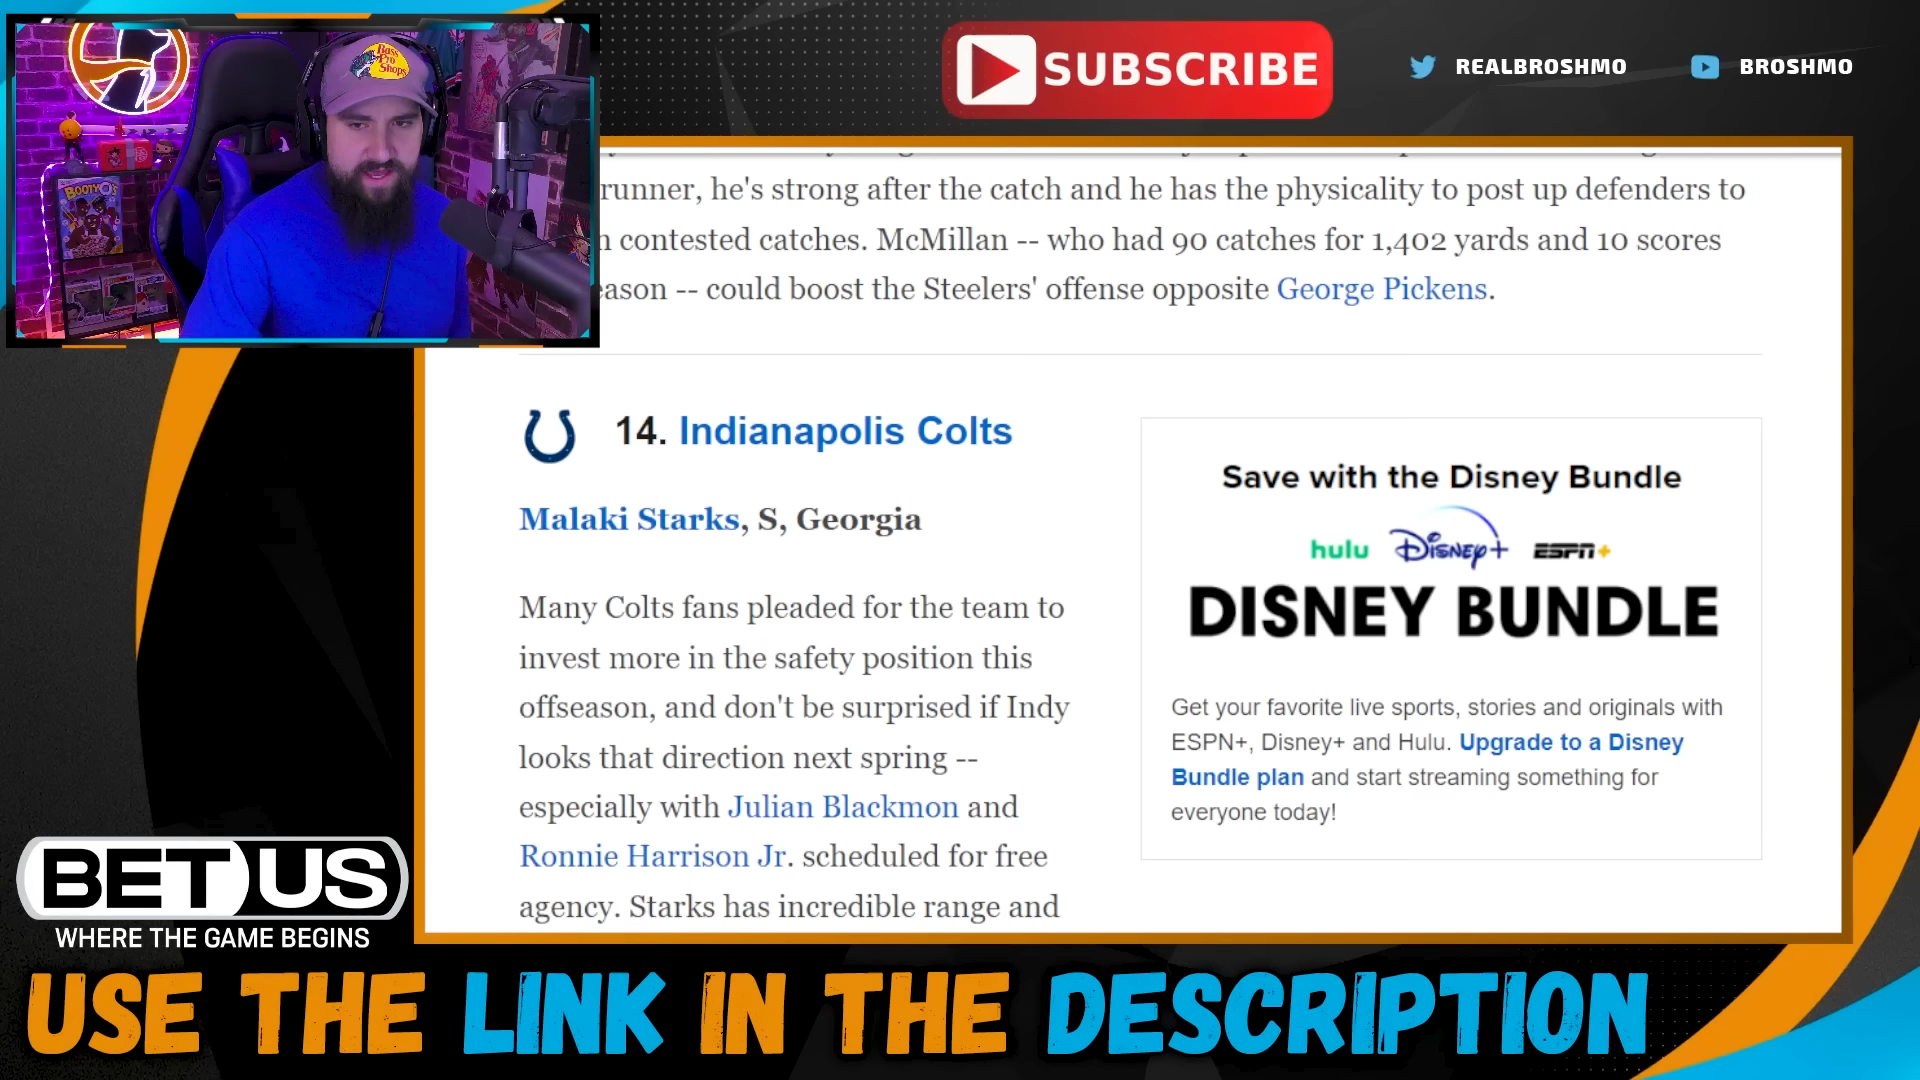 SUBSCRIBE
REALBROSHMO
BROSHMO
Bass
Pro
Shops
BOOTY O's
runner, he's strong after the catch and he has the physicality to post up defenders to
contested catches. McMillan -- who had 90 catches for 1,402 yards and 10 scores
-- could boost the Steelers' offense opposite George Pickens.
14. Indianapolis Colts
Malaki Starks, S, Georgia
Many Colts fans pleaded for the team to
invest more in the safety position this
offseason, and don't be surprised if Indy
looks that direction next spring --
especially with Julian Blackmon and
Ronnie Harrison Jr. scheduled for free
agency. Starks has incredible range and
Save with the Disney Bundle
hulu Disney+ ESPN+
DISNEY BUNDLE
Get your favorite live sports, stories and originals with
ESPN+, Disney+ and Hulu. Upgrade to a Disney
Bundle plan and start streaming something for
everyone today!
BETUS
WHERE THE GAME BEGINS
USE THE LINK IN THE DESCRIPTION